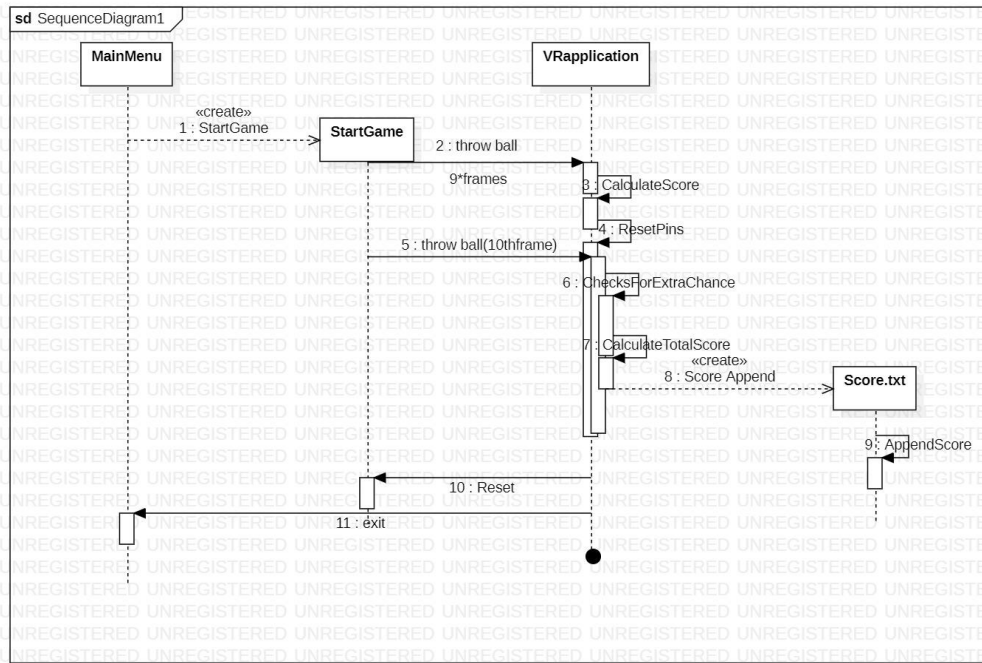 sd SequenceDiagram1
MainMenu
VRapplication
«create»
1 : StartGame
StartGame
2 : throw ball
9*frames
3 : CalculateScore
4 : ResetPins
5 : throw ball(10thframe)
6 : ChecksForExtraChance
7 : CalculateTotalScore
«create»
8 : Score Append
Score.txt
9 : AppendScore
10 : Reset
11 : exit
UNREGISTERED